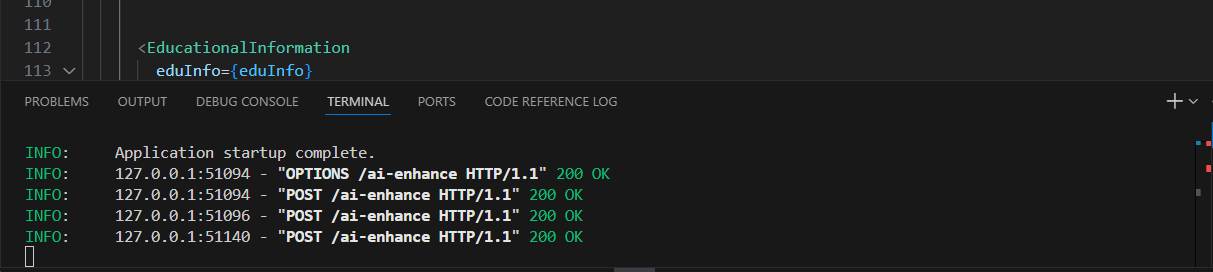 110
111
112 <EducationalInformation
113 eduInfo={eduInfo}
PROBLEMS OUTPUT DEBUG CONSOLE TERMINAL PORTS CODE REFERENCE LOG
INFO: Application startup complete.
INFO: 127.0.0.1:51094 - "OPTIONS /ai-enhance HTTP/1.1" 200 OK
INFO: 127.0.0.1:51094 - "POST /ai-enhance HTTP/1.1" 200 OK
INFO: 127.0.0.1:51096 - "POST /ai-enhance HTTP/1.1" 200 OK
INFO: 127.0.0.1:51140 - "POST /ai-enhance HTTP/1.1" 200 OK